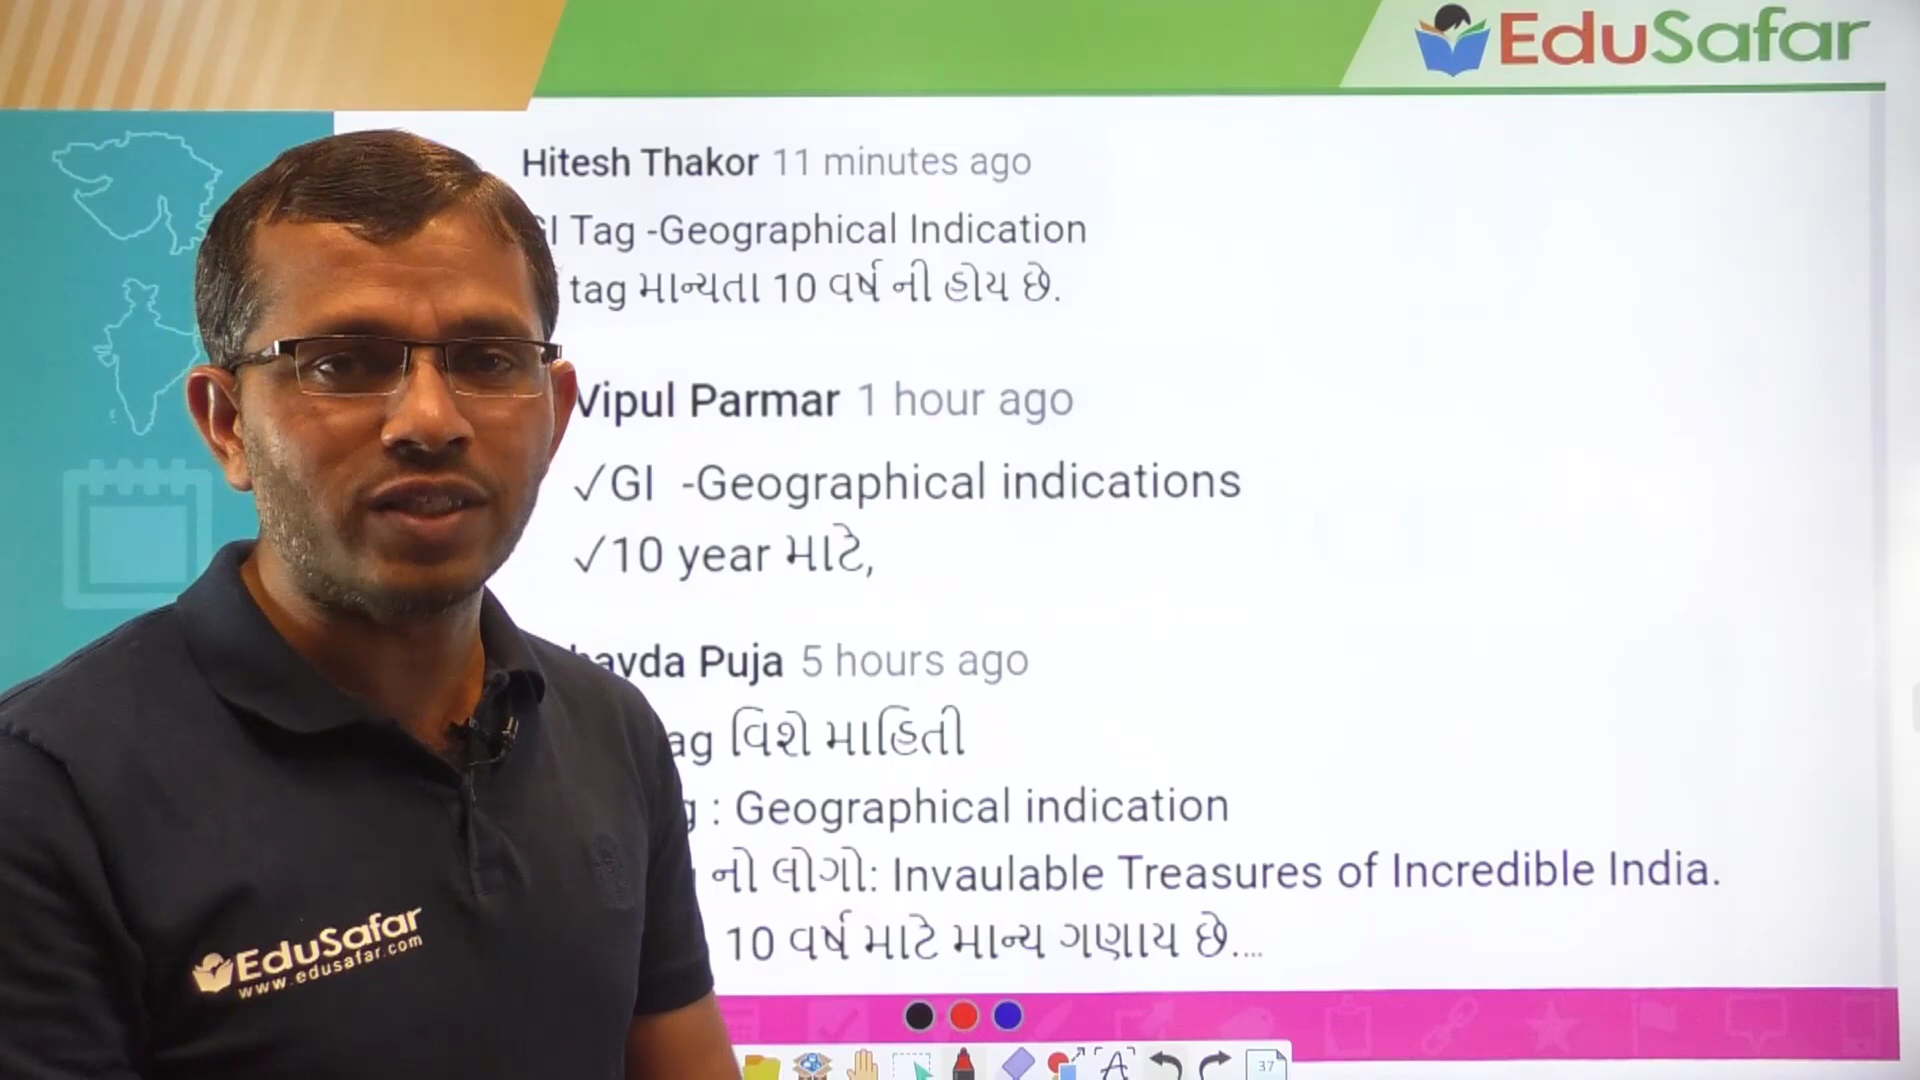 EduSafar
Hitesh Thakor 11 minutes ago
Tag -Geographical Indication
tag માન્યતા 10 વર્ષ ની હોય છે.
Vipul Parmar 1 hour ago
✓GI -Geographical indications
✓10 year માટે,
Puja 5 hours ago
વિશે માહિતી
: Geographical indication
નો લોગો: Invaulable Treasures of Incredible India.
10 વર્ષ માટે માન્ય ગણાય છે....
EduSafar
www.edusafar.com
37